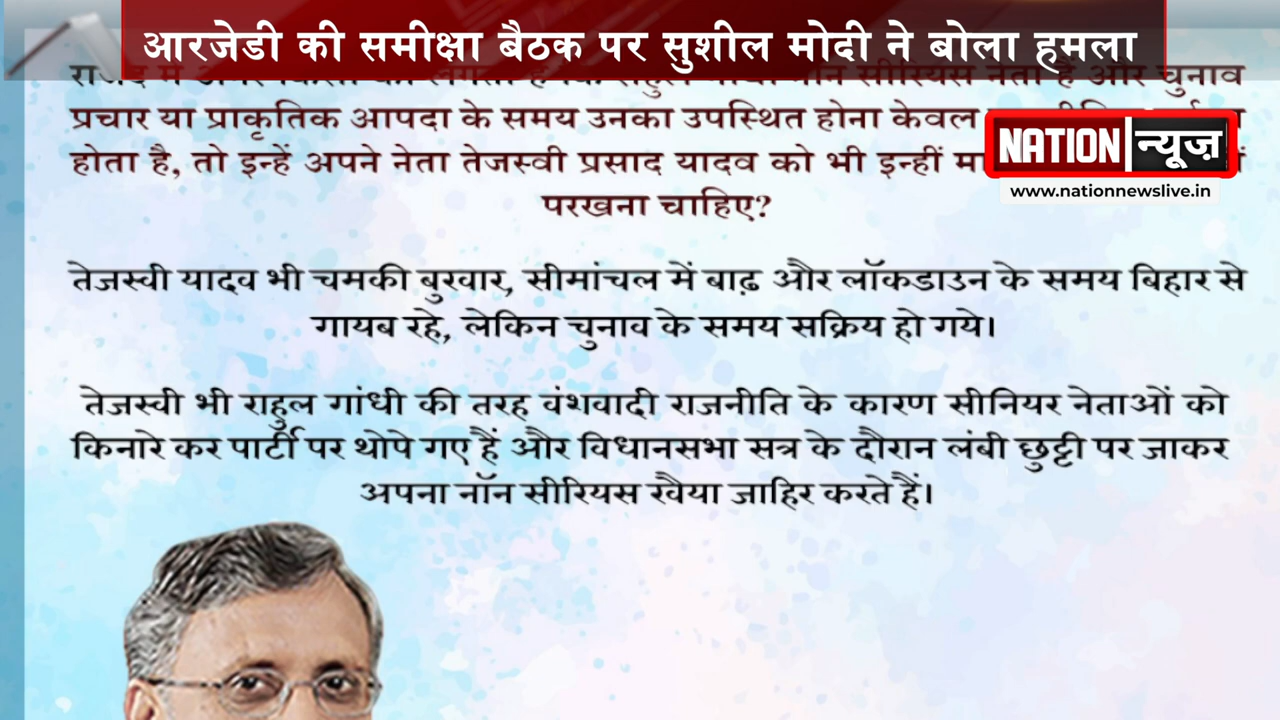 आरजेडी की समीक्षा बैठक पर सुशील मोदी ने बोला हमला
नेता हैं और चुनाव
प्रचार या प्राकृतिक आपदा के समय उनका उपस्थित होना केवल
NATION न्यूज़
होता है, तो इन्हें अपने नेता तेजस्वी प्रसाद यादव को भी इन्हीं
www.nationnewslive.in
परखना चाहिए?
तेजस्वी यादव भी चमकी बुखार, सीमांचल में बाढ़ और लॉकडाउन के समय बिहार से
गायब रहे, लेकिन चुनाव के समय सक्रिय हो गये।
तेजस्वी भी राहुल गांधी की तरह वंशवादी राजनीति के कारण सीनियर नेताओं को
किनारे कर पार्टी पर थोपे गए हैं और विधानसभा सत्र के दौरान लंबी छुट्टी पर जाकर
अपना नॉन सीरियस रवैया जाहिर करते हैं।